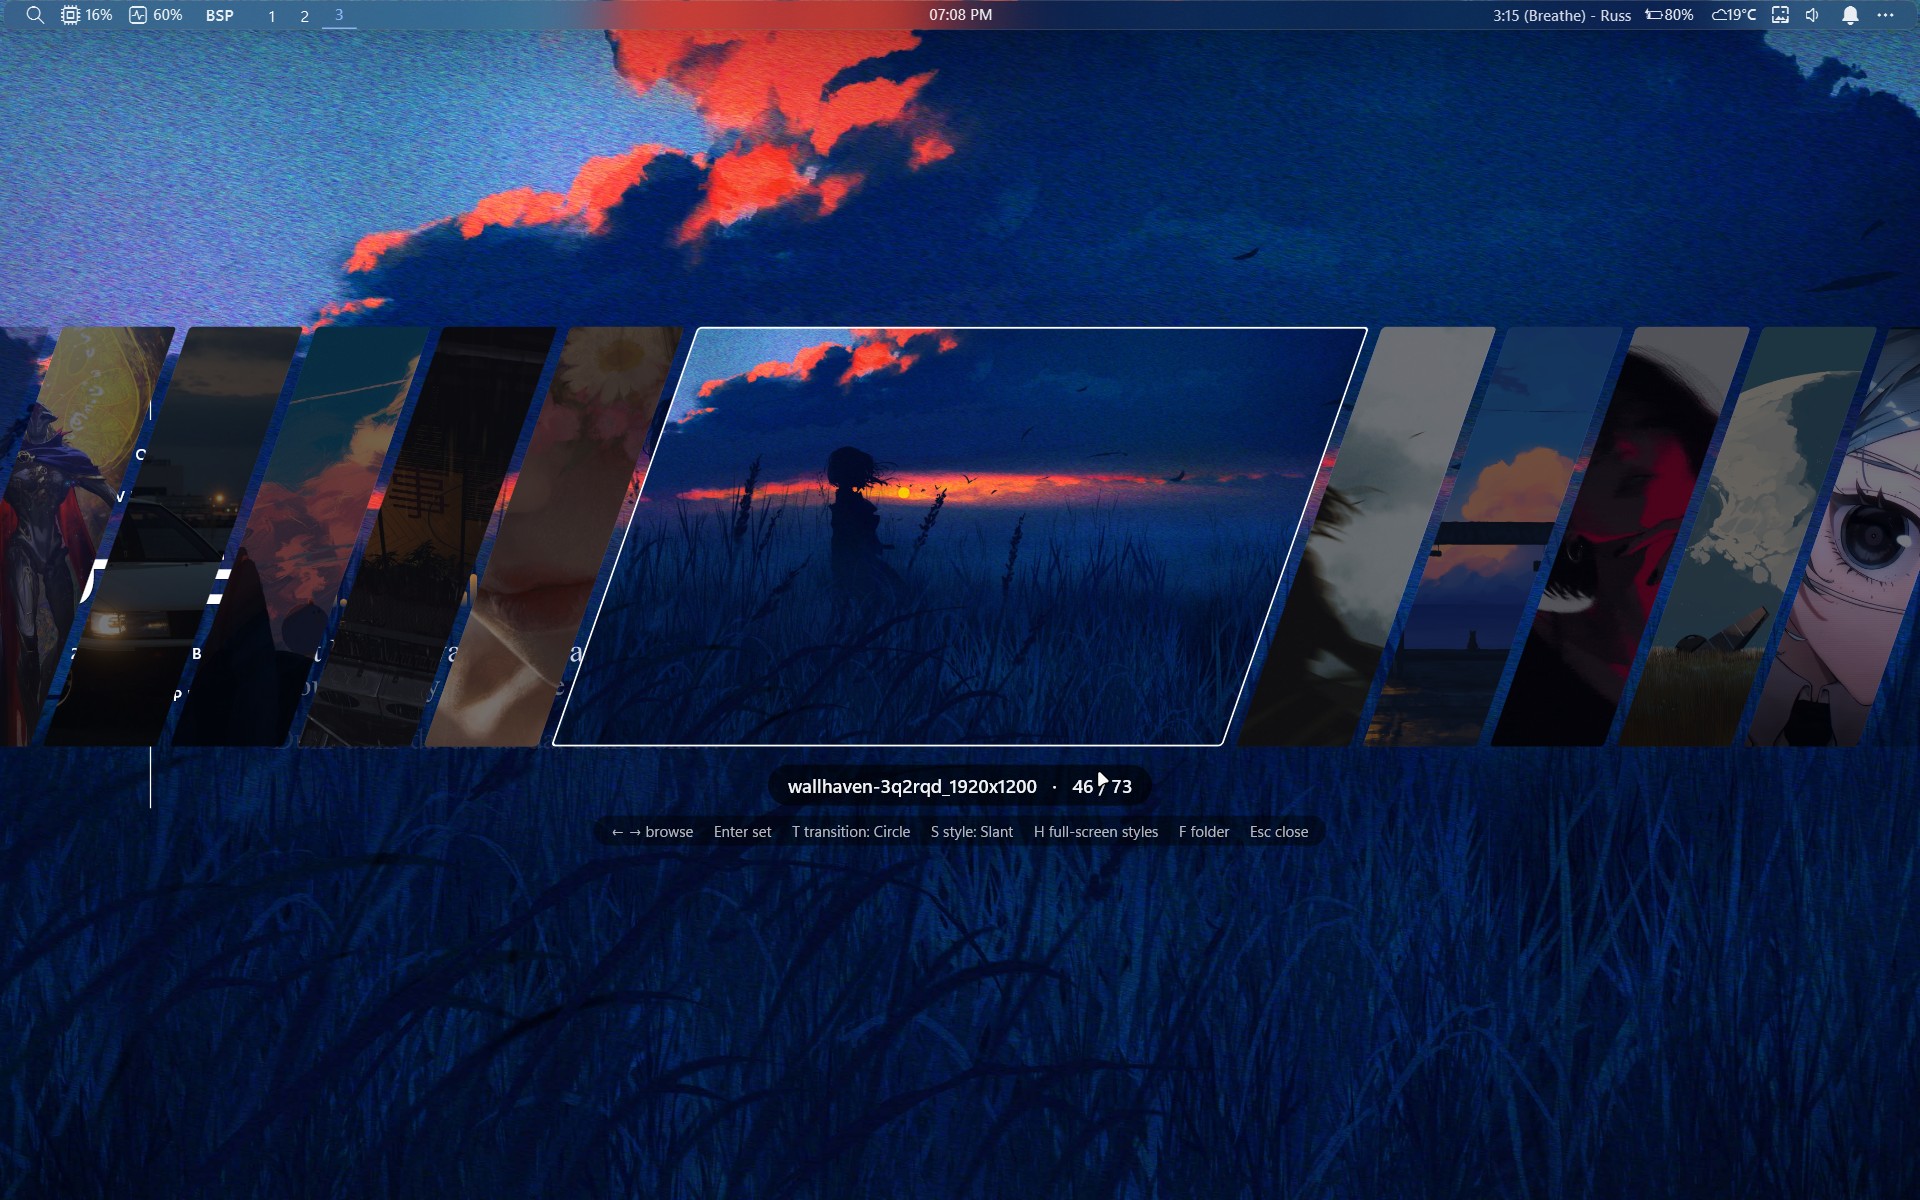 16% 60% BSP 1 2 3 07:08 PM 3:15 (Breathe) - Russ 80% 19°C
事
wallhaven-3q2rqd_1920x1200 · 46 / 73
← → browse Enter set T transition: Circle S style: Slant H full-screen styles F folder Esc close